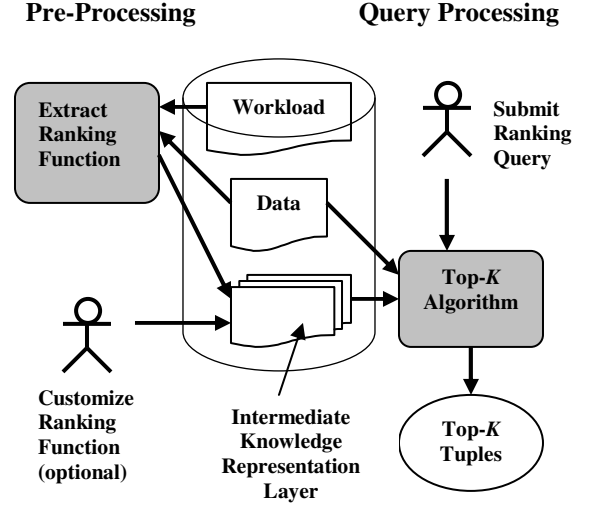 Pre-Processing
Query Processing
Extract
Ranking
Function
Workload
Submit
Ranking
Query
Data
Top-K
Algorithm
Customize
Ranking
Function
(optional)
Intermediate
Knowledge
Representation
Layer
Top-K
Tuples